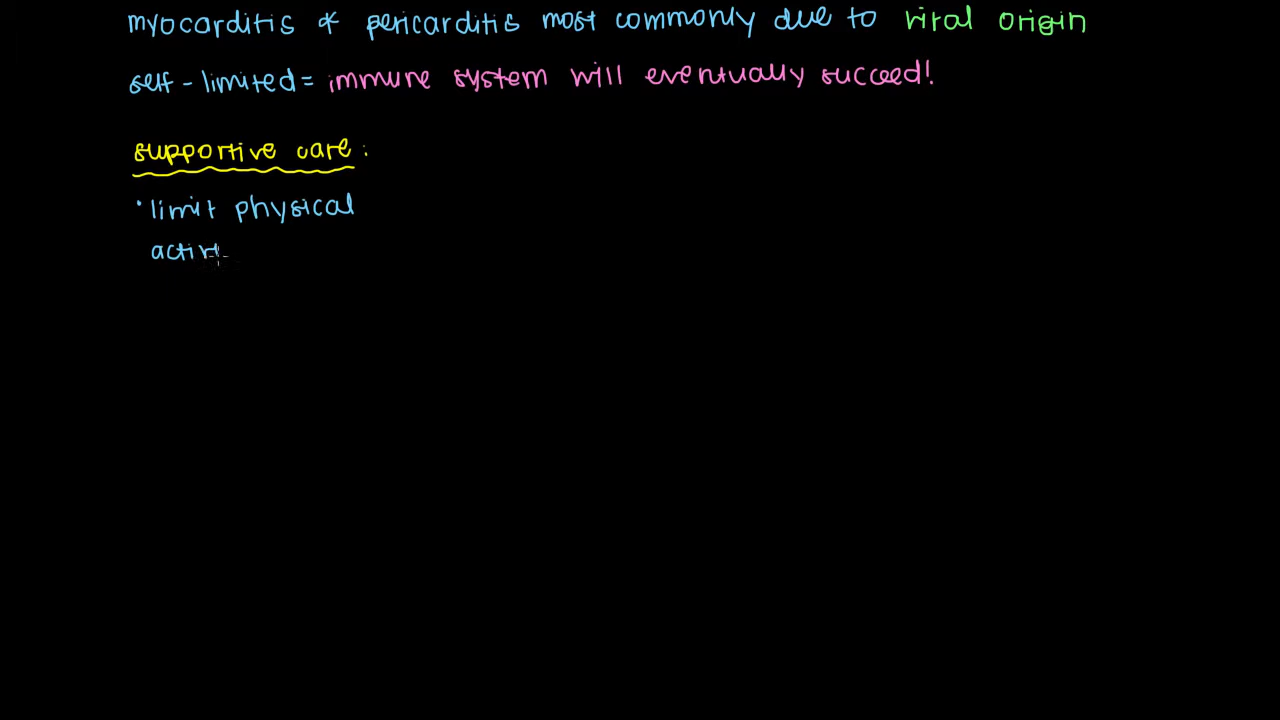 myocarditis & pericarditis most commonly due to viral origin
self-limited = immune system will eventually succeed!
supportive care:
• limit physical
activ